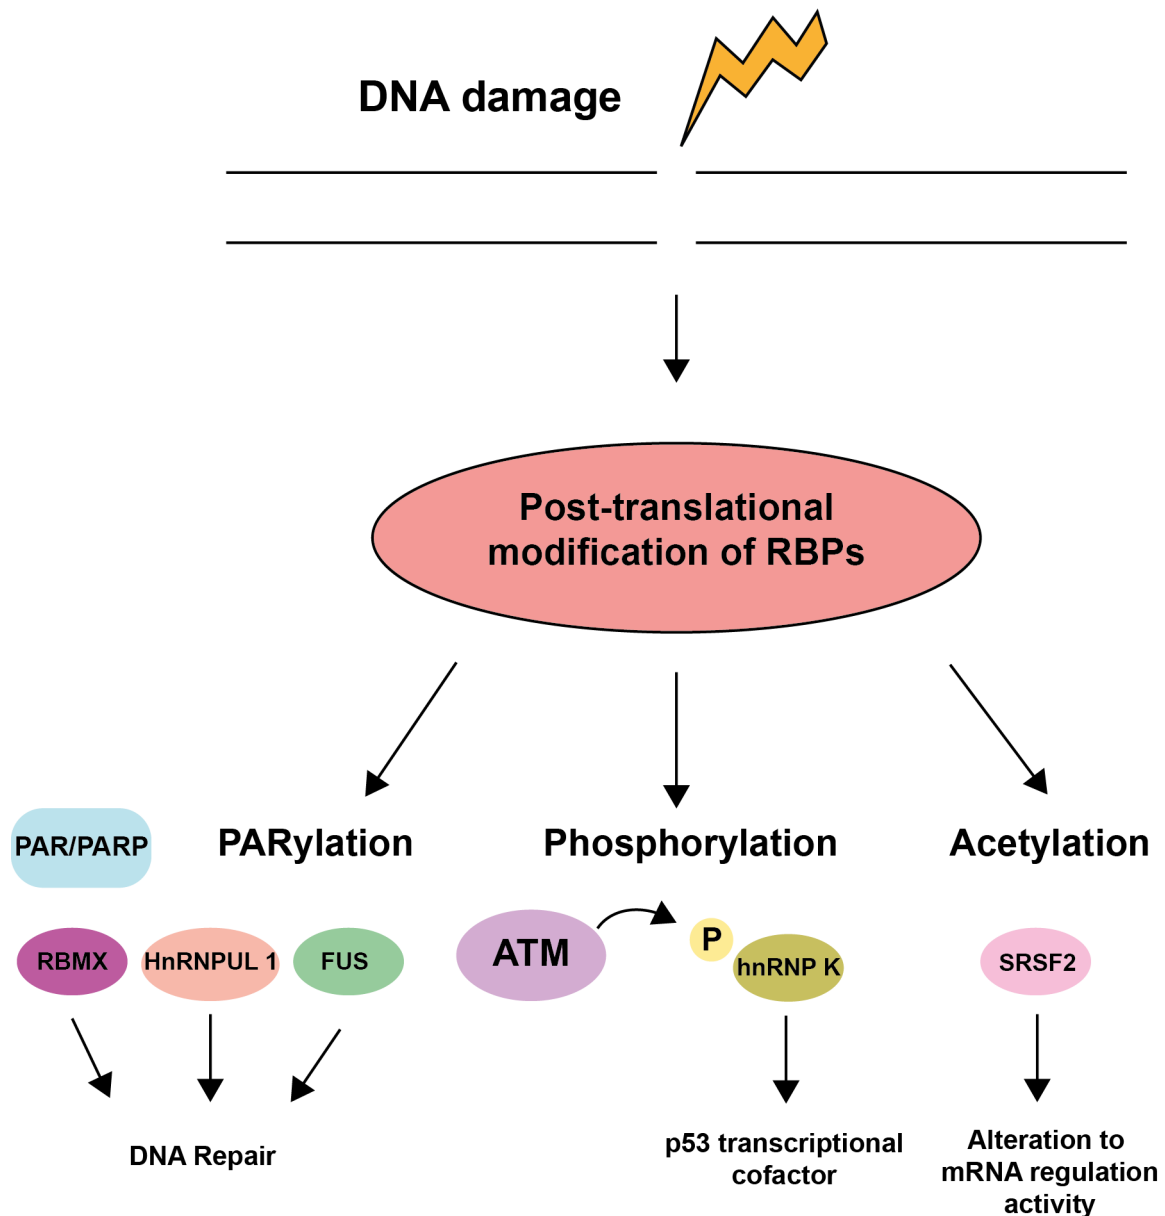 DNA damage
Post-translational
modification of RBPs
PAR/PARP
PARylation
Phosphorylation
Acetylation
RBMX
HnRNPUL 1
FUS
ATM
P
hnRNP K
SRSF2
DNA Repair
p53 transcriptional
cofactor
Alteration to
mRNA regulation
activity